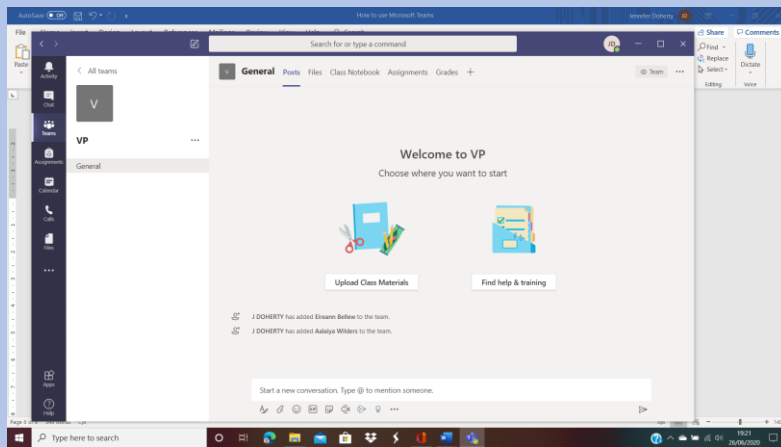 AutoSave Off
How to use Microsoft Teams
Jennifer Doherty JD
File
Share Comments
Paste
Find
Replace
Select
Editing
Dictate
Voice
Search for or type a command
JD
Activity
Chat
Teams
Assignments
Calendar
Calls
Files
Apps
Help
All teams
V
VP
General
V General Posts Files Class Notebook Assignments Grades
Team
Welcome to VP
Choose where you want to start
Upload Class Materials
Find help & training
J DOHERTY has added Eireann Bellew to the team.
J DOHERTY has added Aalaiya Wilders to the team.
Start a new conversation. Type @ to mention someone.
Type here to search
19:21
26/06/2020